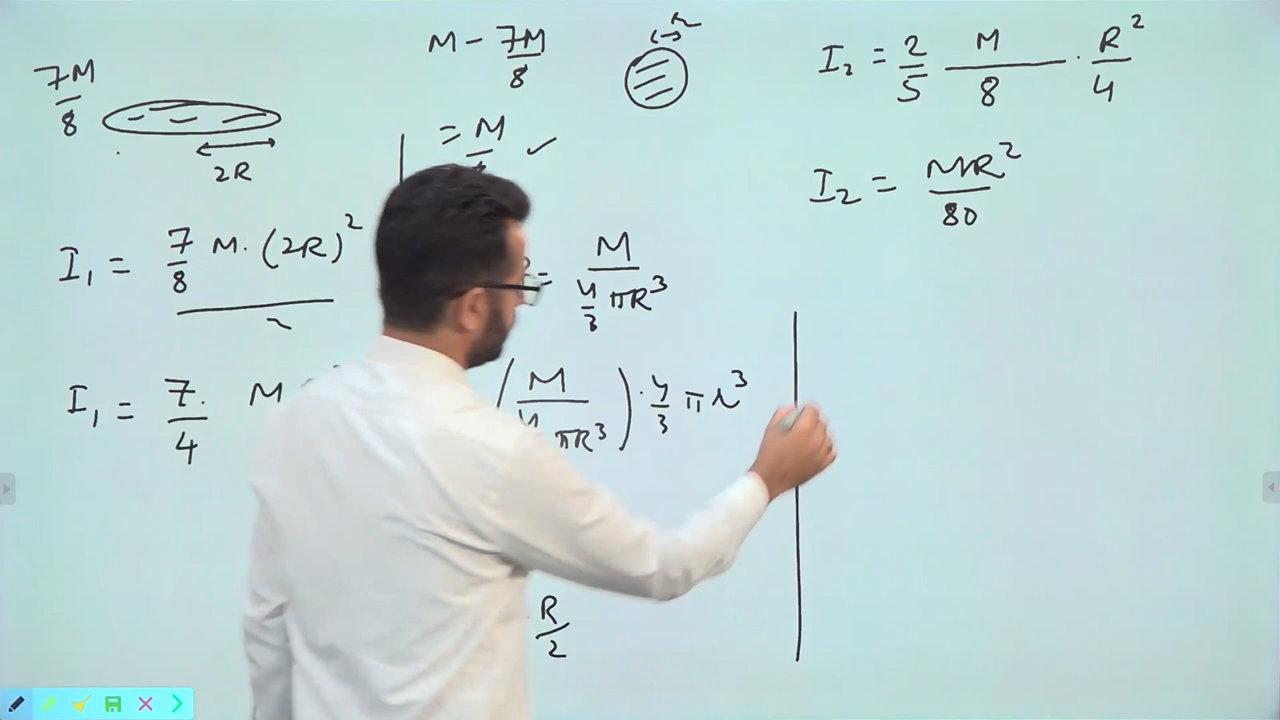 7M/8
2R
I₁ = 7/8 M.(2R)² / 2
I₁ = 7./4 M
M - 7M/8
= M/ ✓
r
= M / 4/3 πR³
(M / 4/3 πR³) . 4/3 π r³
R/2
I₂ = 2/5 M/8 . R²/4
I₂ = MR²/80